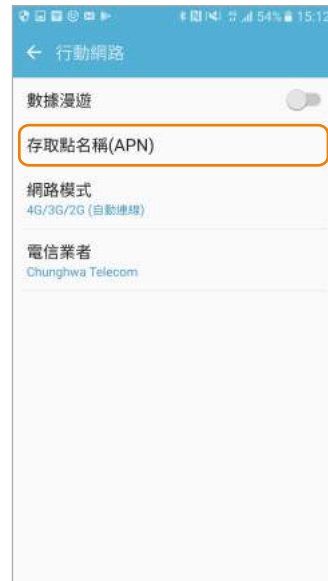 54% 15:12
行動網路
數據漫遊
存取點名稱(APN)
網路模式
4G/3G/2G (自動連線)
電信業者
Chunghwa Telecom